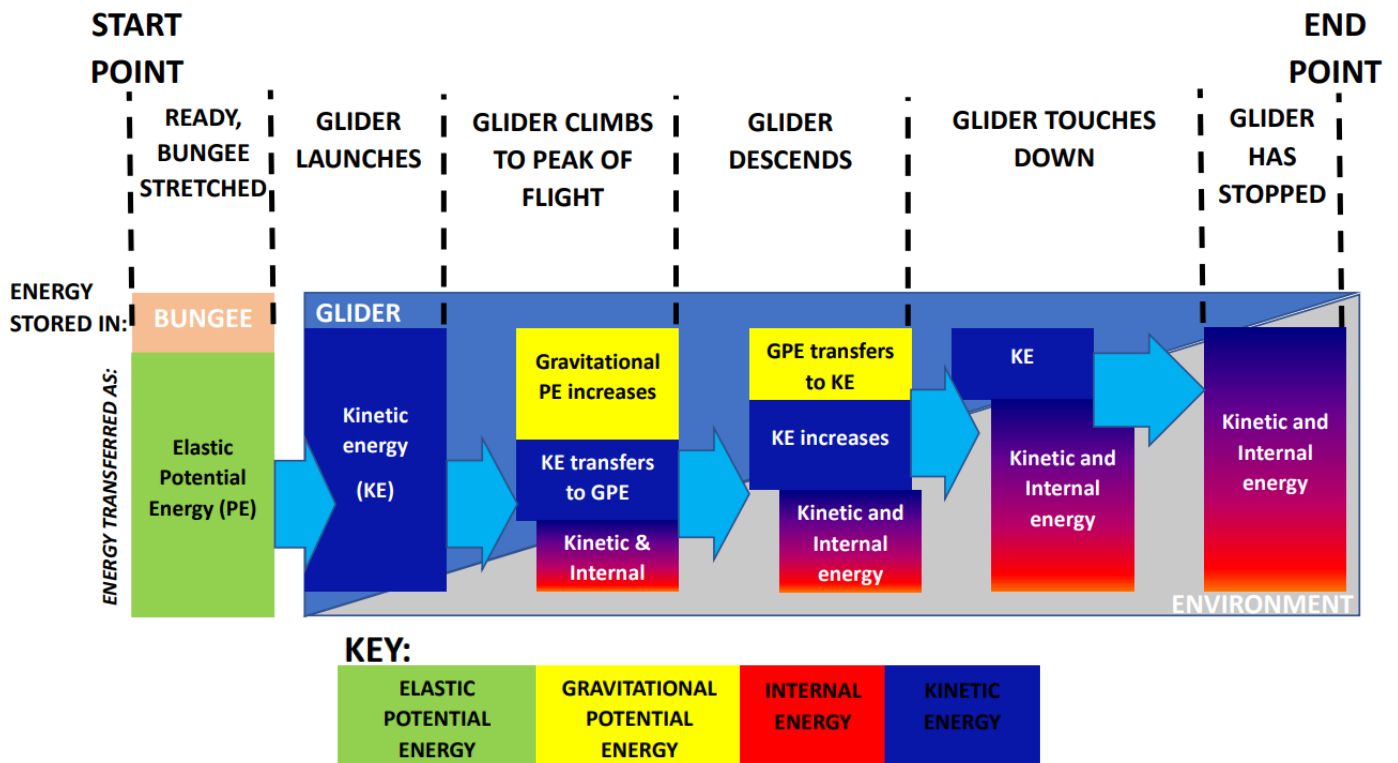 START
POINT
END
POINT
READY,
BUNGEE
STRETCHED
GLIDER
LAUNCHES
GLIDER CLIMBS
TO PEAK OF
FLIGHT
GLIDER
DESCENDS
GLIDER TOUCHES
DOWN
GLIDER
HAS
STOPPED
ENERGY
STORED IN:
BUNGEE
GLIDER
ENERGY TRANSFERRED AS:
Elastic
Potential
Energy (PE)
Kinetic
energy
(KE)
Gravitational
PE increases
KE transfers
to GPE
Kinetic &
Internal
GPE transfers
to KE
KE increases
Kinetic and
Internal
energy
KE
Kinetic and
Internal
energy
Kinetic and
Internal
energy
ENVIRONMENT
KEY:
ELASTIC
POTENTIAL
ENERGY
GRAVITATIONAL
POTENTIAL
ENERGY
INTERNAL
ENERGY
KINETIC
ENERGY